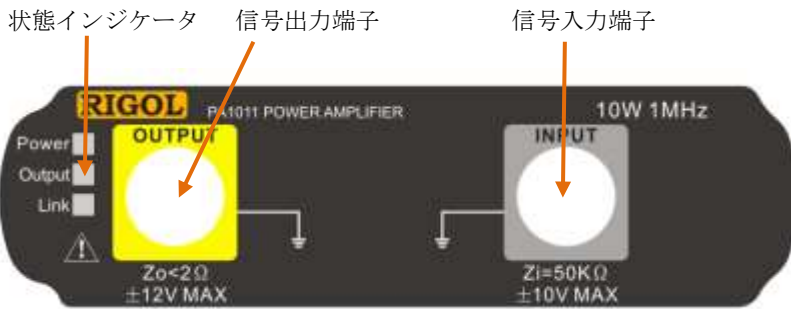 状態インジケータ 信号出力端子 信号入力端子
RIGOL PA1011 POWER AMPLIFIER 10W 1MHz
OUTPUT INPUT
Power
Output
Link
Zo<2Ω Zi=50KΩ
±12V MAX ±10V MAX